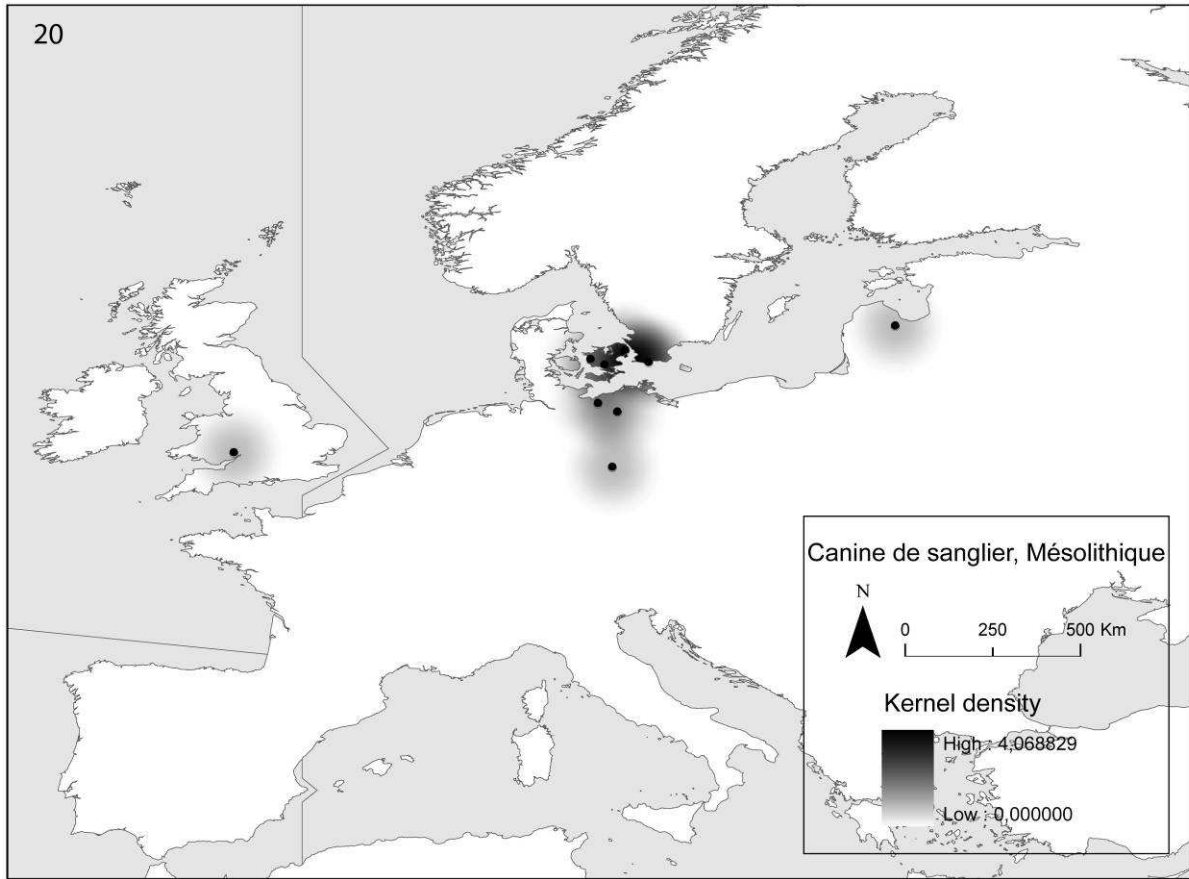 20
Canine de sanglier, Mésolithique
N
0 250 500 Km
Kernel density
High : 4,068829
Low : 0,000000